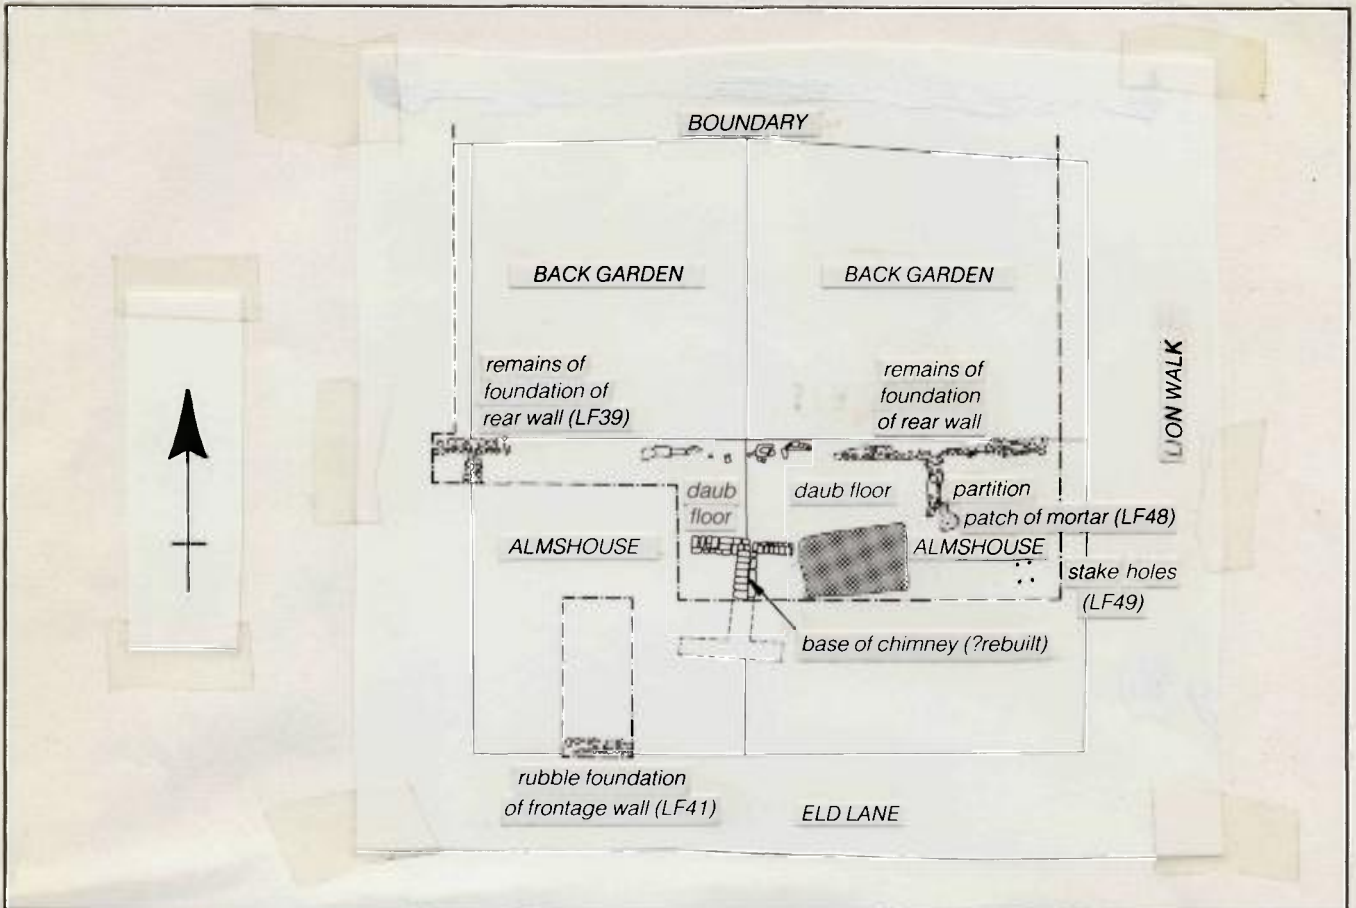 BOUNDARY
BACK GARDEN
BACK GARDEN
remains of
foundation of
rear wall (LF39)
remains of
foundation
of rear wall
LION WALK
daub
floor
daub floor
partition
patch of mortar (LF48)
ALMSHOUSE
ALMSHOUSE
stake holes
(LF49)
base of chimney (?rebuilt)
rubble foundation
of frontage wall (LF41)
ELD LANE